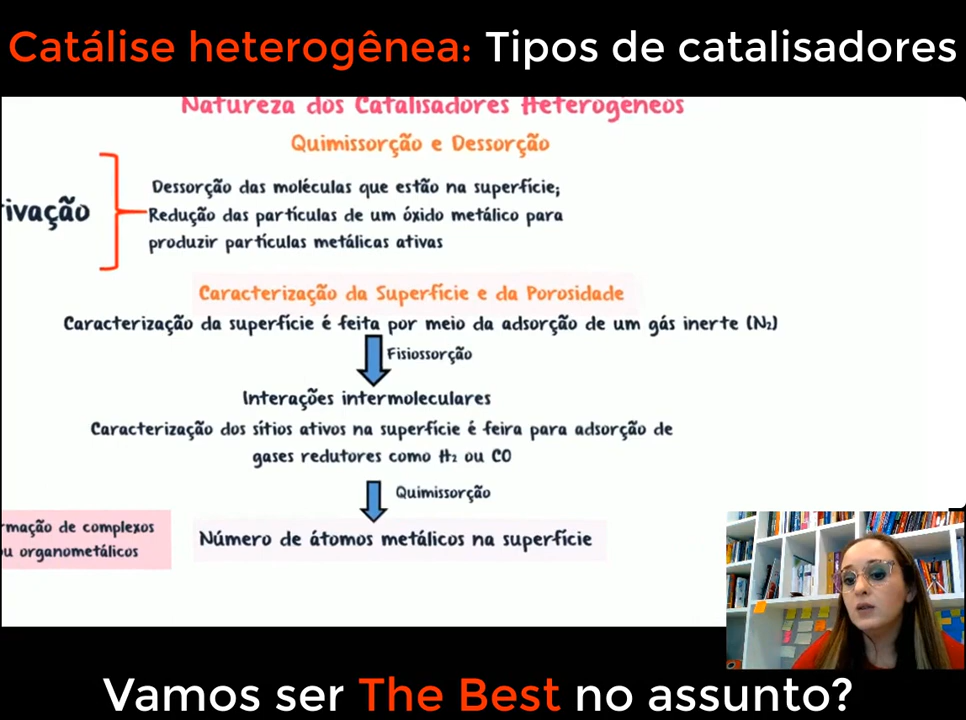 Catálise heterogênea: Tipos de catalisadores
Natureza dos Catalisadores Heterogêneos
Quimissorção e Dessorção
Dessorção das moléculas que estão na superfície;
ivação
Redução das partículas de um óxido metálico para
produzir partículas metálicas ativas
Caracterização da Superfície e da Porosidade
Caracterização da superfície é feita por meio da adsorção de um gás inerte (N₂)
Fisiossorção
Interações intermoleculares
Caracterização dos sítios ativos na superfície é feira para adsorção de
gases redutores como H₂ ou CO
Quimissorção
rmação de complexos
ou organometálicos
Número de átomos metálicos na superfície
Vamos ser The Best no assunto?